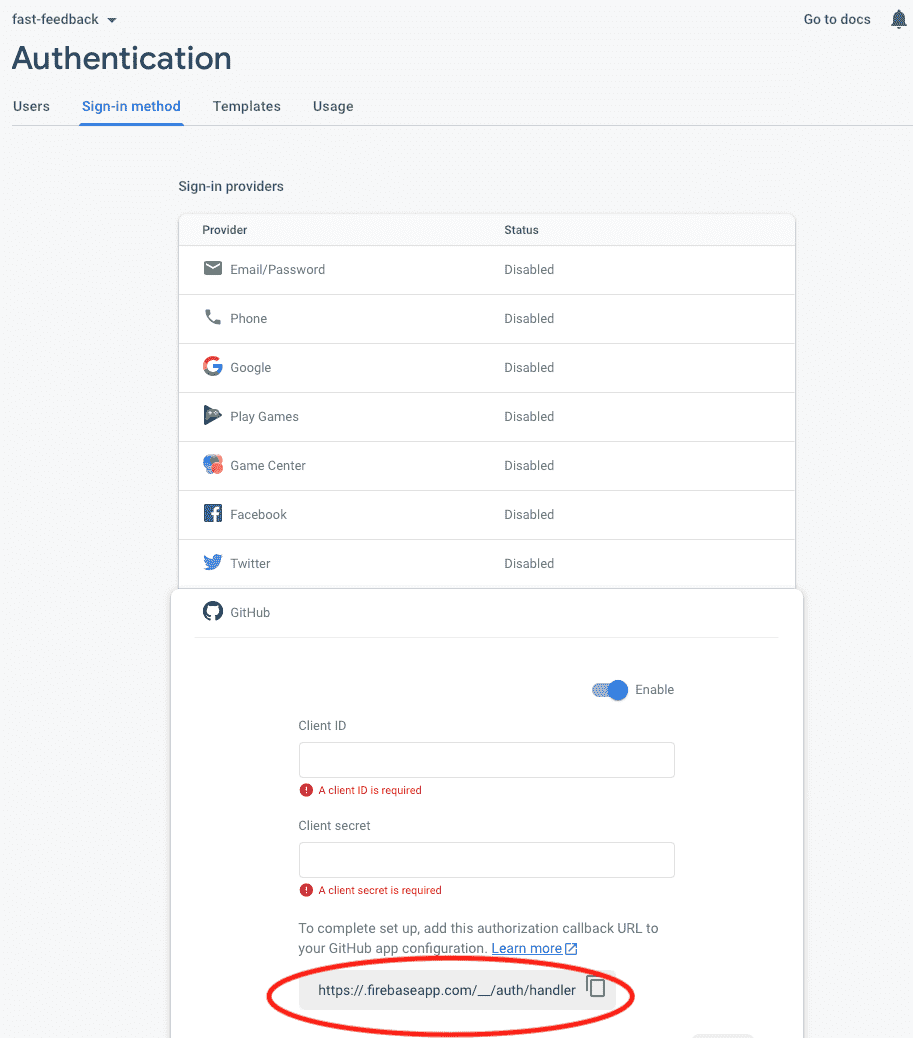 fast-feedback Go to docs
Authentication
Users Sign-in method Templates Usage
Sign-in providers
Provider Status
Email/Password Disabled
Phone Disabled
Google Disabled
Play Games Disabled
Game Center Disabled
Facebook Disabled
Twitter Disabled
GitHub
Enable
Client ID
A client ID is required
Client secret
A client secret is required
To complete set up, add this authorization callback URL to
your GitHub app configuration. Learn more
https://.firebaseapp.com/__/auth/handler